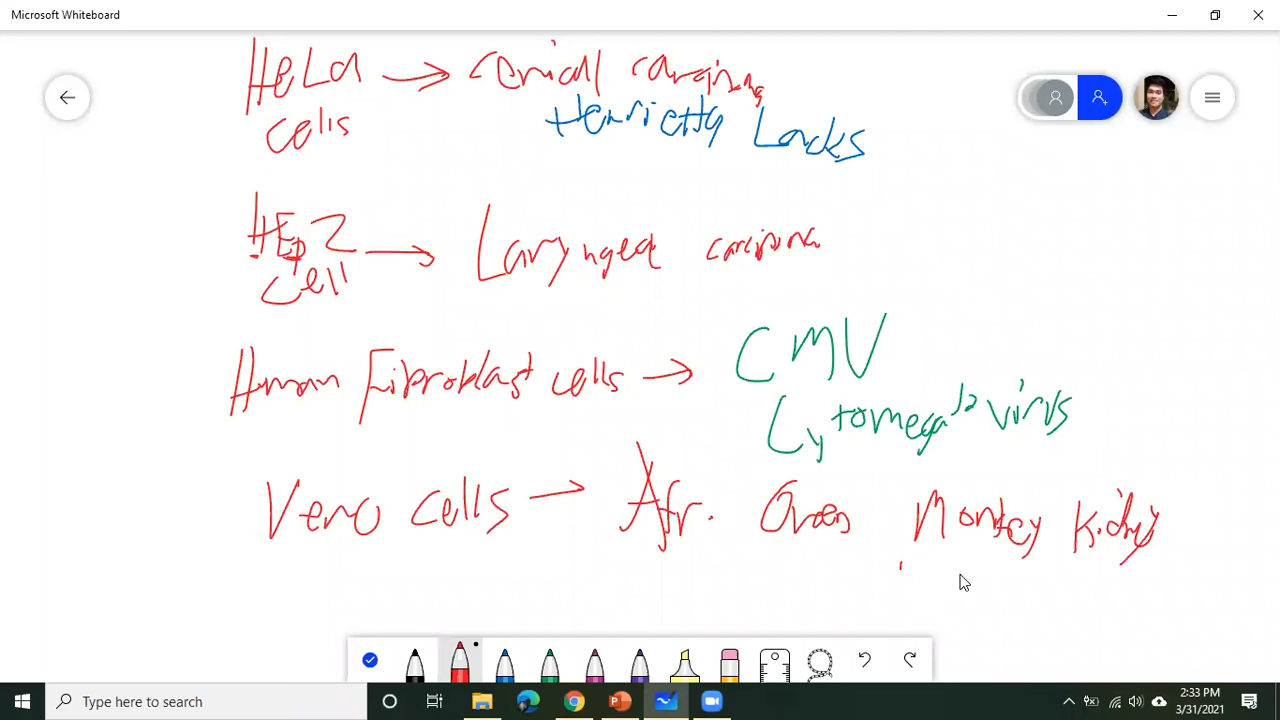 Microsoft Whiteboard
HeLa → cervical carcinoma
cells
Henrietta Lacks
HEp2 → Laryngeal carcinoma
cell
Human Fibroblast cells → CMV
Cytomegalovirus
Vero cells → Afr. Green Monkey Kidney
Type here to search
2:33 PM
3/31/2021